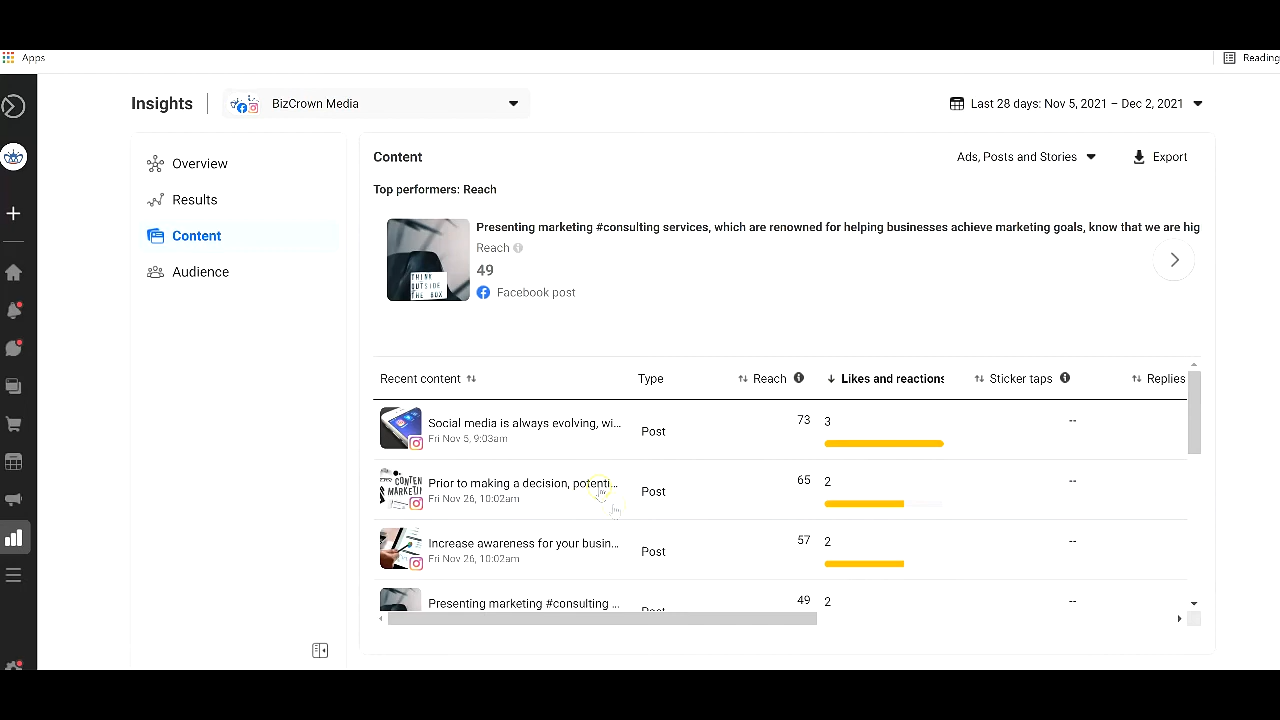 Apps
Reading
Insights
BizCrown Media
Last 28 days: Nov 5, 2021 – Dec 2, 2021
Overview
Results
Content
Audience
Content
Ads, Posts and Stories
Export
Top performers: Reach
THINK
OUTSIDE
THE BOX
Presenting marketing #consulting services, which are renowned for helping businesses achieve marketing goals, know that we are hig
Reach
49
Facebook post
Recent content
Type
Reach
Likes and reactions
Sticker taps
Replies
Social media is always evolving, wi...
Fri Nov 5, 9:03am
Post
73
3
--
CONTEN
MARKETI
Prior to making a decision, potenti...
Fri Nov 26, 10:02am
Post
65
2
--
Increase awareness for your busin...
Fri Nov 26, 10:02am
Post
57
2
--
Presenting marketing #consulting ...
Post
49
2
--